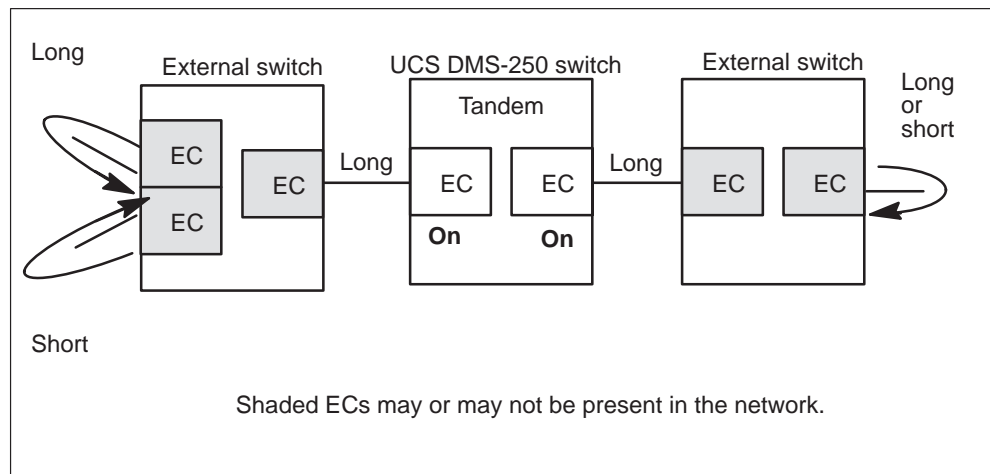 Long
External switch
UCS DMS-250 switch
External switch
Tandem
Long
or
short
EC
EC
EC
Long
EC
EC
Long
EC
EC
On
On
Short
Shaded ECs may or may not be present in the network.